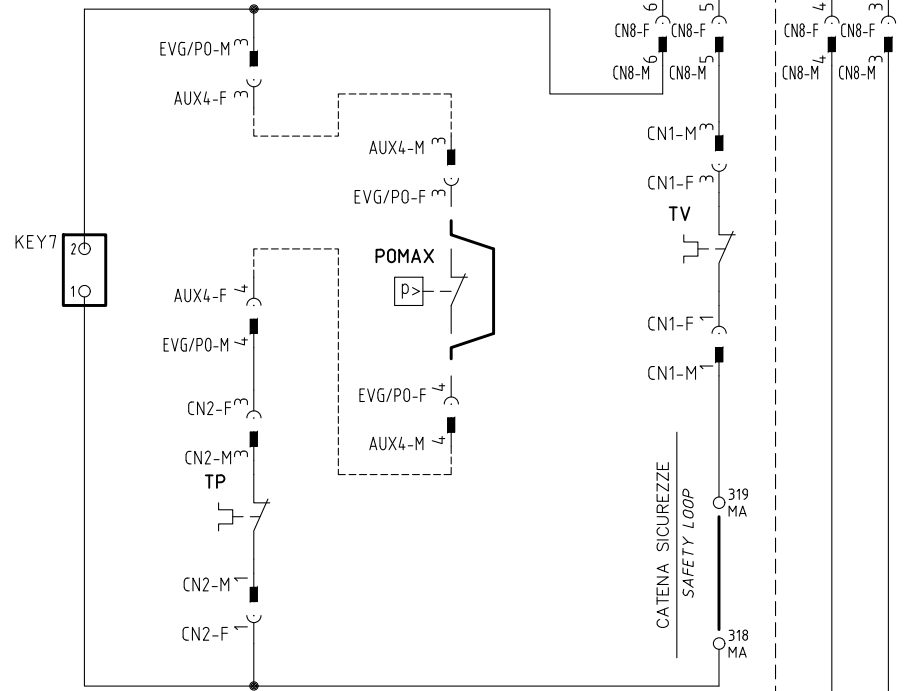 6
5
4
3
CN8-F
CN8-F
CN8-F
CN8-F
6
5
4
3
CN8-M
CN8-M
CN8-M
CN8-M
EVG/PO-M 3
AUX4-F 3
AUX4-M 3
EVG/PO-F 3
CN1-M 3
CN1-F 3
TV
KEY7
2
1
POMAX
P>
AUX4-F 4
EVG/PO-M 4
CN1-F 1
CN1-M 1
CN2-F 3
CN2-M 3
EVG/PO-F 4
AUX4-M 4
TP
CATENA SICUREZZE
SAFETY LOOP
319
MA
318
MA
CN2-M 1
CN2-F 1